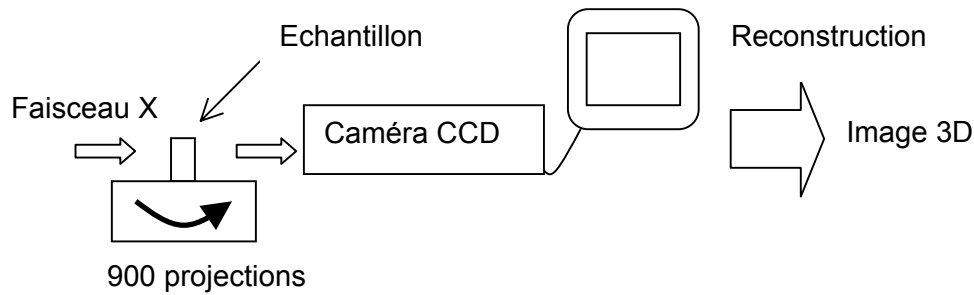 Echantillon
Reconstruction
Faisceau X
Caméra CCD
Image 3D
900 projections